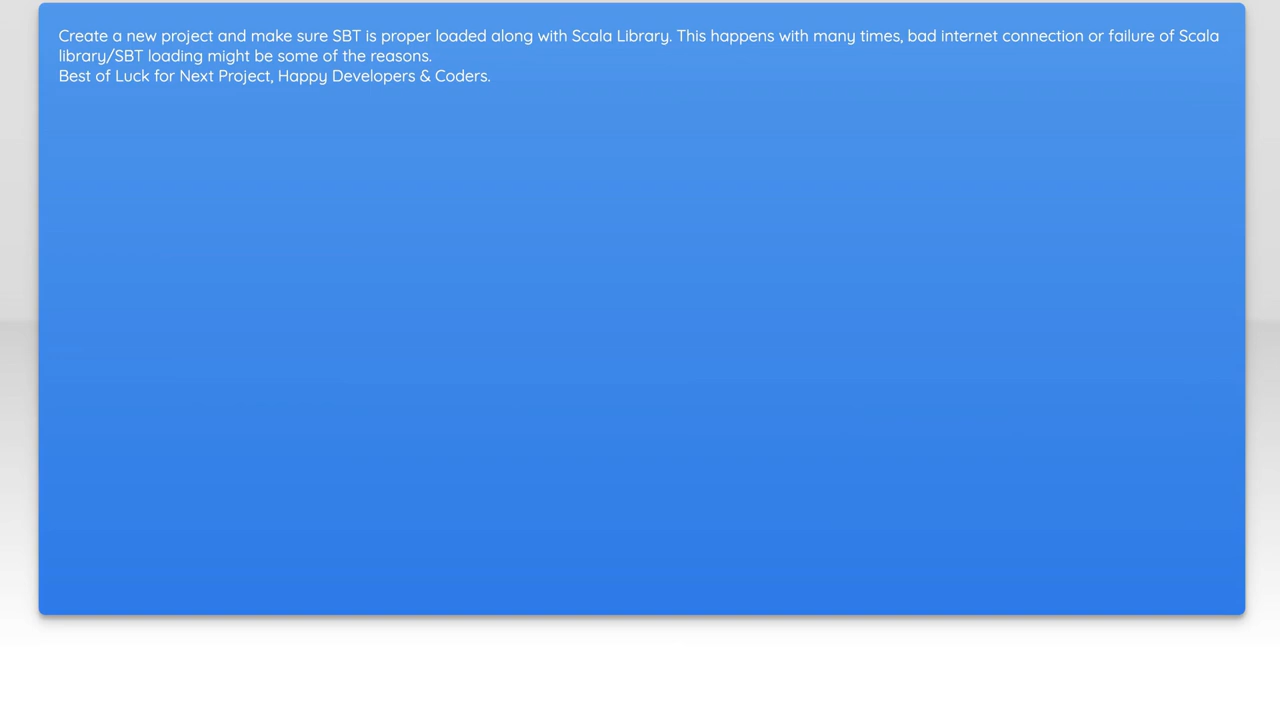 Create a new project and make sure SBT is proper loaded along with Scala Library. This happens with many times, bad internet connection or failure of Scala
library/SBT loading might be some of the reasons.
Best of Luck for Next Project, Happy Developers & Coders.